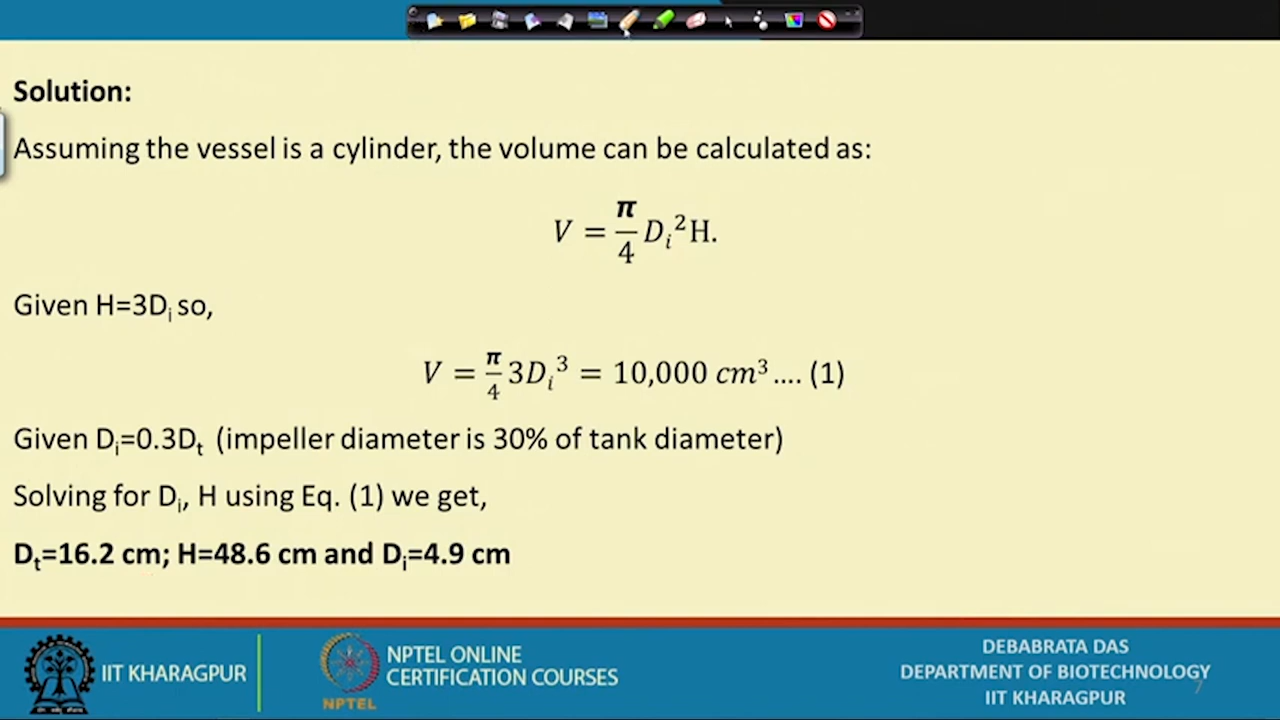 Solution:
Assuming the vessel is a cylinder, the volume can be calculated as:
V = π/4 Dᵢ²H.
Given H=3Dᵢ so,
V = π/4 3Dᵢ³ = 10,000 cm³ .... (1)
Given Dᵢ=0.3Dₜ (impeller diameter is 30% of tank diameter)
Solving for Dᵢ, H using Eq. (1) we get,
Dₜ=16.2 cm; H=48.6 cm and Dᵢ=4.9 cm
IIT KHARAGPUR
NPTEL
NPTEL ONLINE
CERTIFICATION COURSES
DEBABRATA DAS
DEPARTMENT OF BIOTECHNOLOGY
IIT KHARAGPUR
7